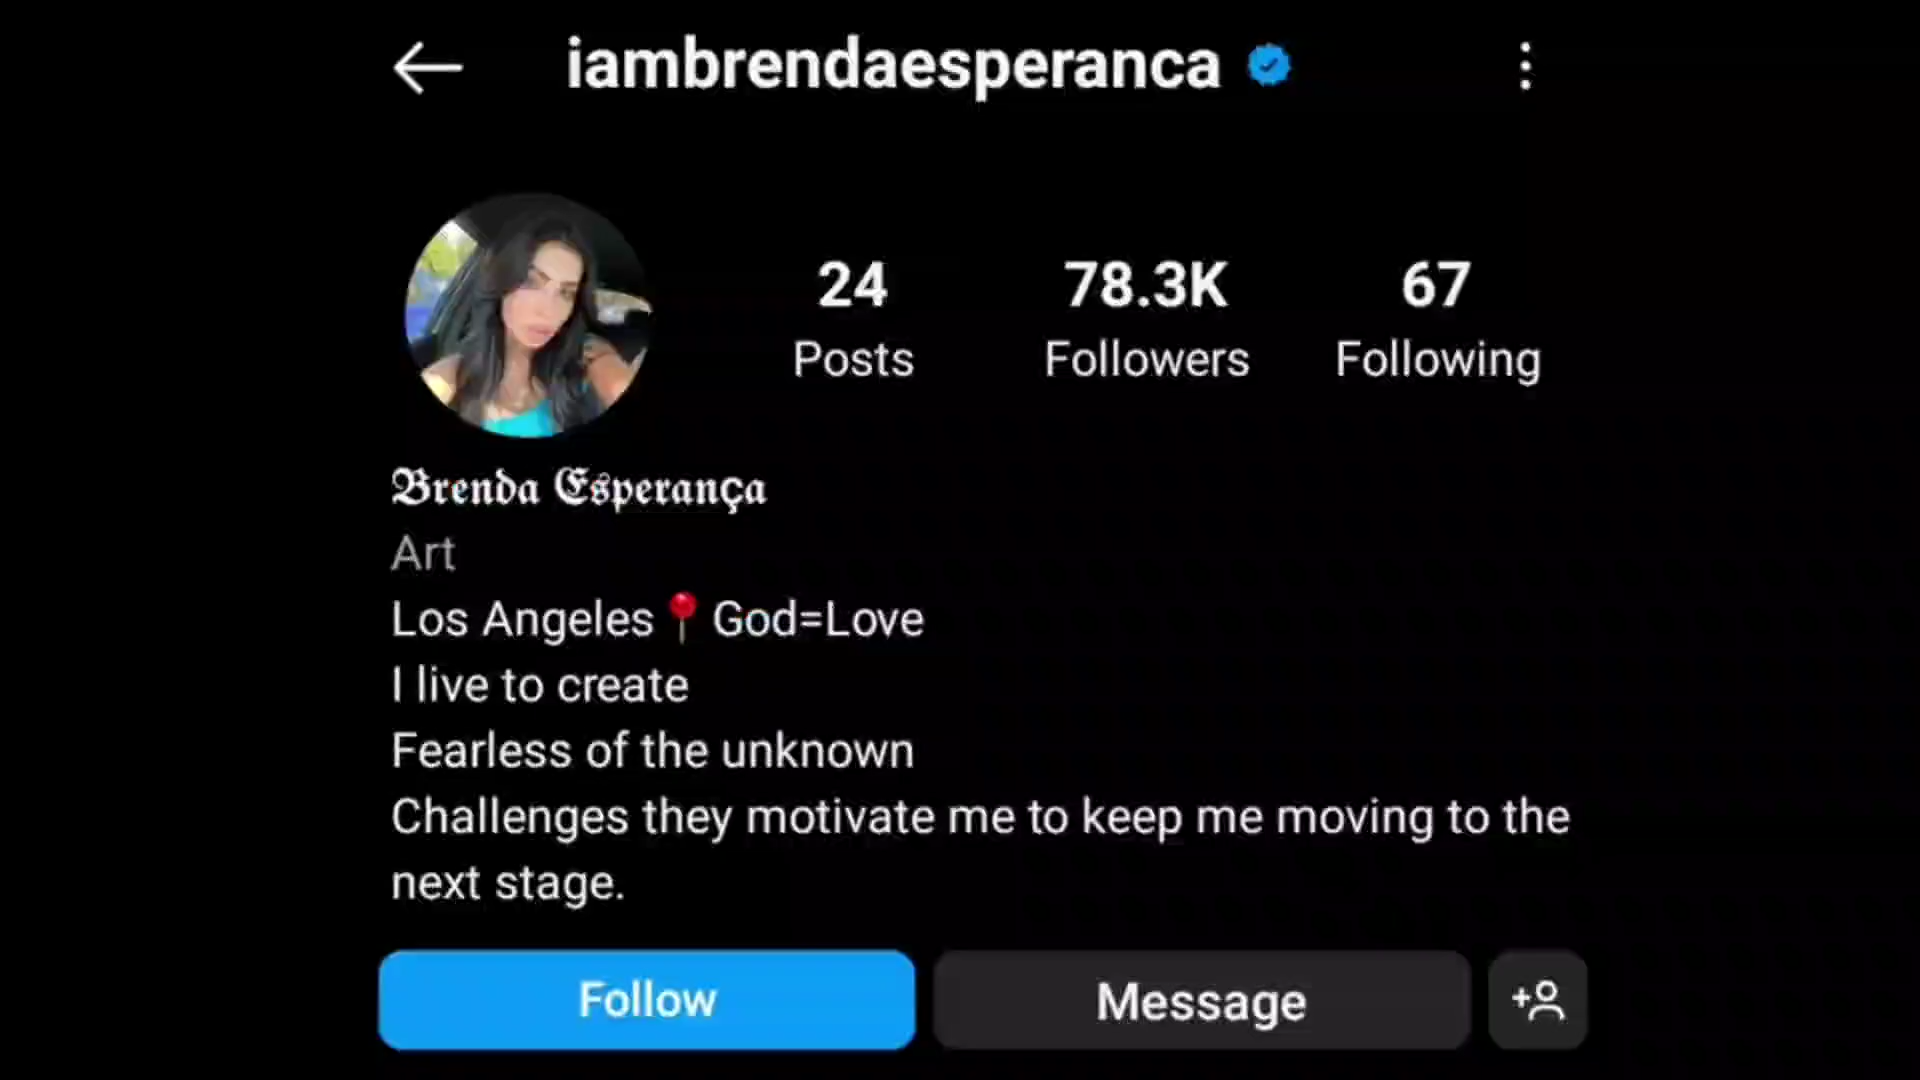 iambrendaesperanca
24
78.3K
67
Posts
Followers
Following
𝕭𝖗𝖊𝖓𝖉𝖆 𝕰𝖘𝖕𝖊𝖗𝖆𝖓ç𝖆
Art
Los Angeles📍God=Love
I live to create
Fearless of the unknown
Challenges they motivate me to keep me moving to the
next stage.
Follow
Message